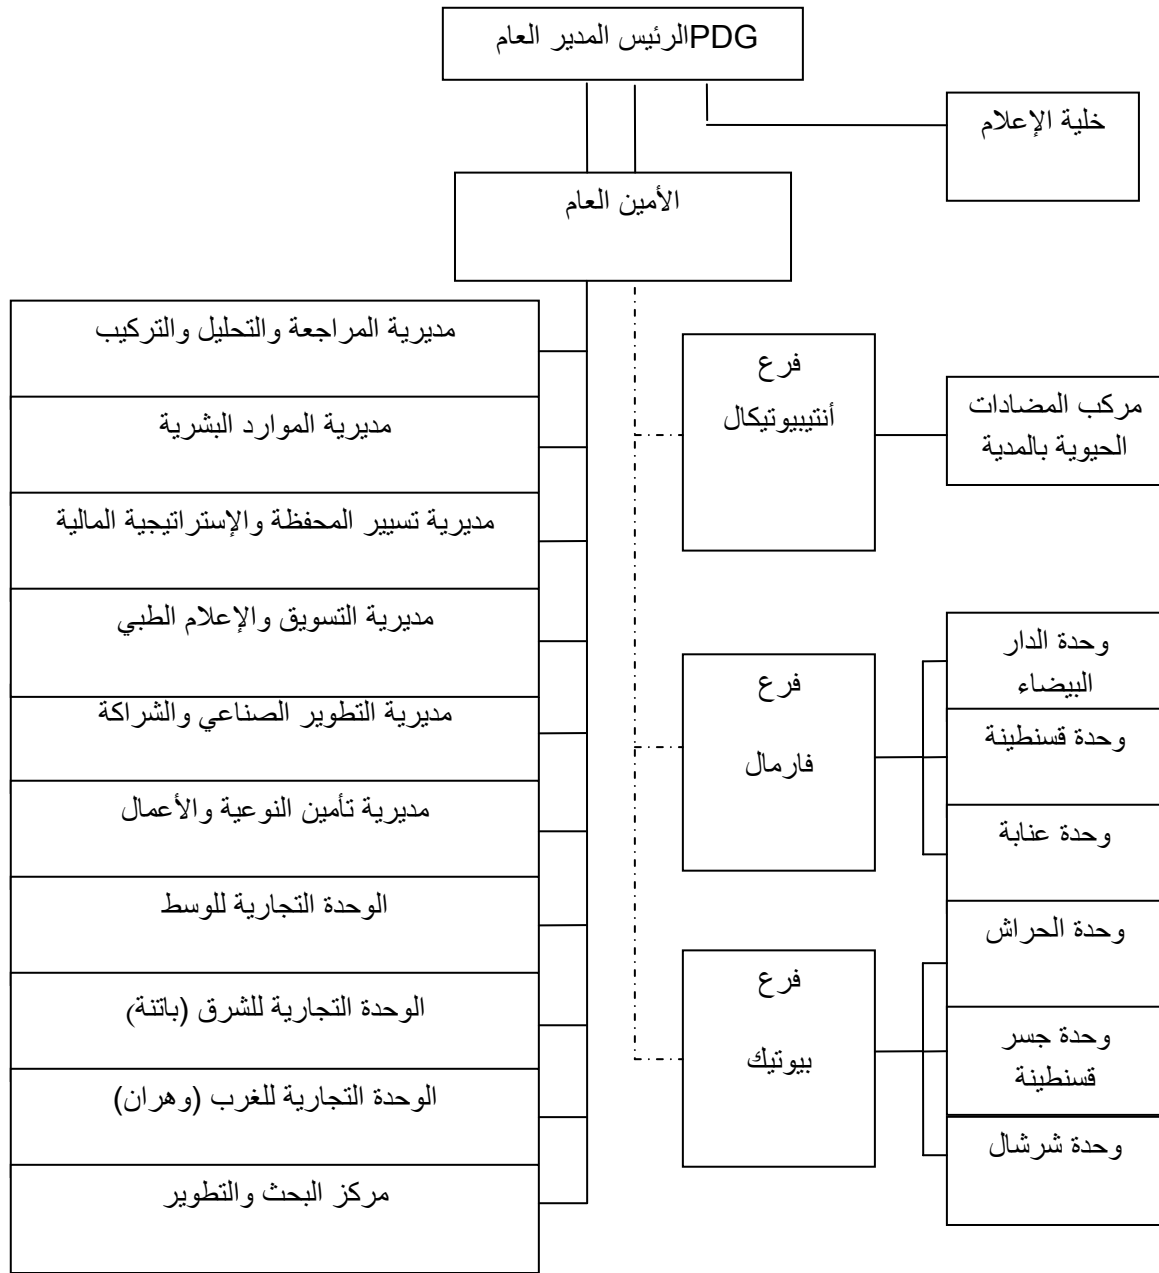 PDGالرئيس المدير العام
خلية الإعلام
الأمين العام
مديرية المراجعة والتحليل والتركيب
مديرية الموارد البشرية
مديرية تسيير المحفظة والإستراتيجية المالية
مديرية التسويق والإعلام الطبي
مديرية التطوير الصناعي والشراكة
مديرية تأمين النوعية والأعمال
الوحدة التجارية للوسط
الوحدة التجارية للشرق (باتنة)
الوحدة التجارية للغرب (وهران)
مركز البحث والتطوير
فرع
أنتيبيوتيكال
مركب المضادات
الحيوية بالمدية
فرع
فارمال
وحدة الدار
البيضاء
وحدة قسنطينة
وحدة عنابة
فرع
بيوتيك
وحدة الحراش
وحدة جسر
قسنطينة
وحدة شرشال